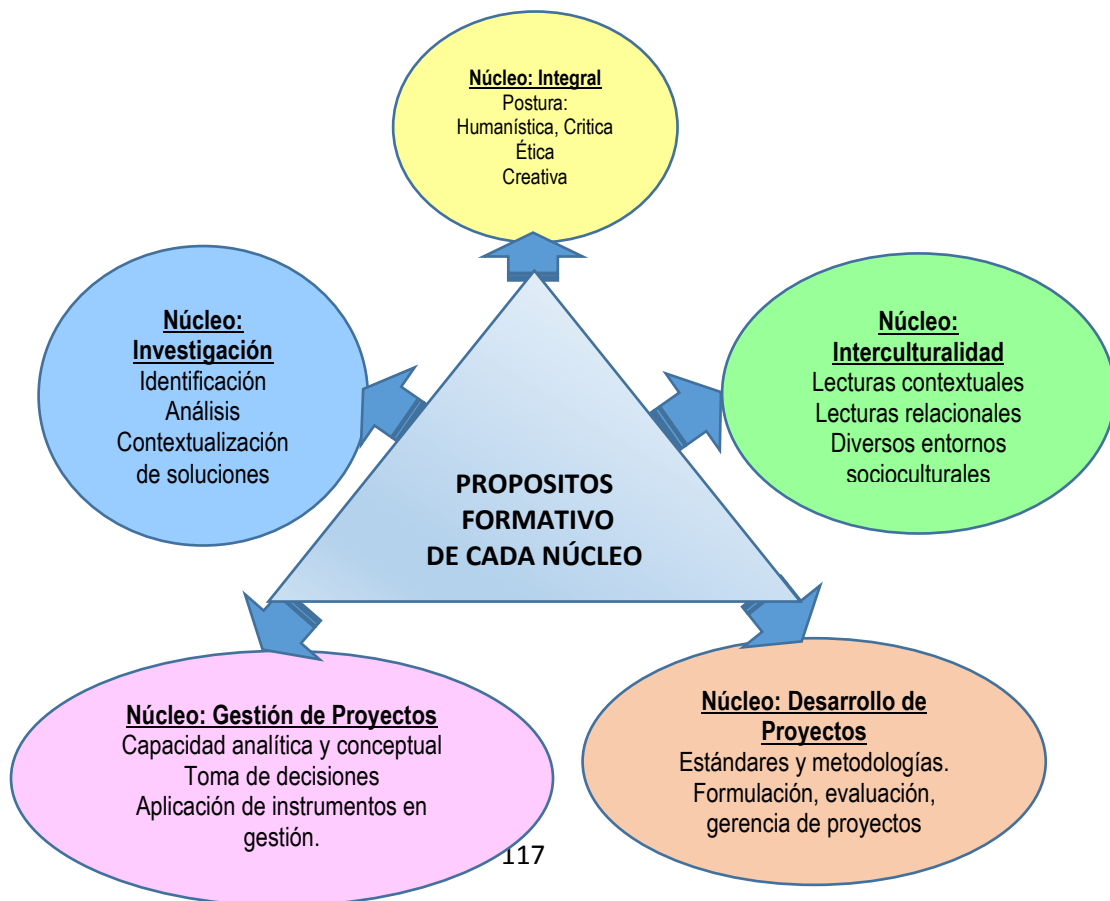 Núcleo: Integral
Postura:
Humanística, Critica
Ética
Creativa
Núcleo:
Investigación
Identificación
Análisis
Contextualización
de soluciones
Núcleo:
Interculturalidad
Lecturas contextuales
Lecturas relacionales
Diversos entornos
socioculturales
PROPOSITOS
FORMATIVO
DE CADA NÚCLEO
Núcleo: Gestión de Proyectos
Capacidad analítica y conceptual
Toma de decisiones
Aplicación de instrumentos en
gestión.
Núcleo: Desarrollo de
Proyectos
Estándares y metodologías.
Formulación, evaluación,
gerencia de proyectos
117